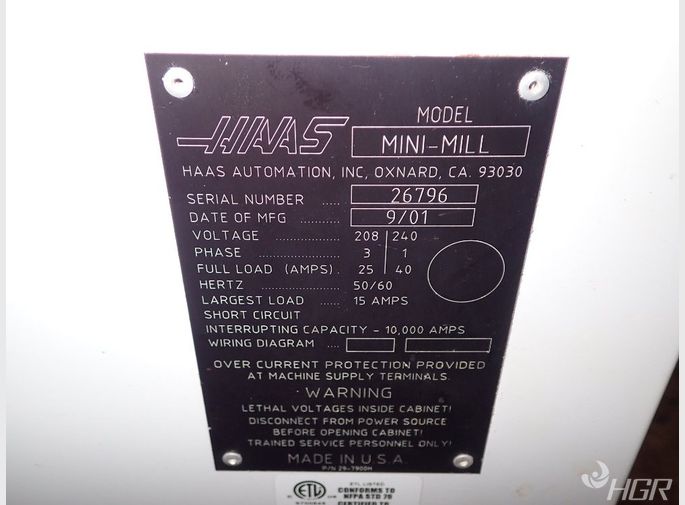 HAAS
MODEL
MINI-MILL
HAAS AUTOMATION, INC, OXNARD, CA. 93030
SERIAL NUMBER ..... 26796
DATE OF MFG .......... 9/01
VOLTAGE ................ 208 | 240
PHASE ................ 3 | 1
FULL LOAD (AMPS) . 25 | 40
HERTZ ................ 50/60
LARGEST LOAD ..... 15 AMPS
SHORT CIRCUIT
INTERRUPTING CAPACITY - 10,000 AMPS
WIRING DIAGRAM ....
OVER CURRENT PROTECTION PROVIDED
AT MACHINE SUPPLY TERMINALS.
WARNING
LETHAL VOLTAGES INSIDE CABINET!
DISCONNECT FROM POWER SOURCE
BEFORE OPENING CABINET!
TRAINED SERVICE PERSONNEL ONLY!
MADE IN U.S.A.
P/N 29-7900H
ETL LISTED
CONFORMS TO
NFPA STD 79
CERTIFIED TO
ETL
HGR